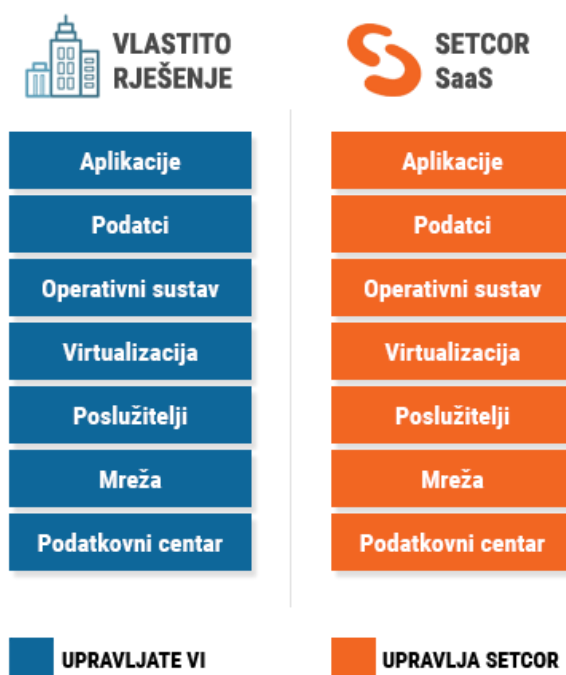 VLASTITO
RJEŠENJE
Aplikacije
Podatci
Operativni sustav
Virtualizacija
Poslužitelji
Mreža
Podatkovni centar
UPRAVLJATE VI
SETCOR
SaaS
Aplikacije
Podatci
Operativni sustav
Virtualizacija
Poslužitelji
Mreža
Podatkovni centar
UPRAVLJA SETCOR